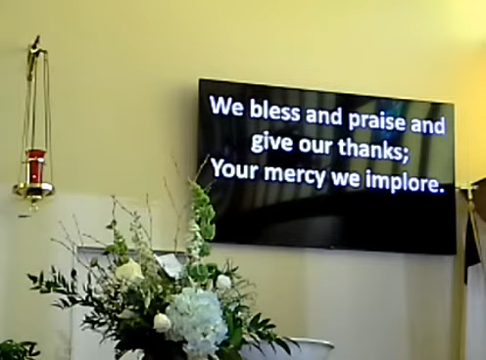 We bless and praise and
give our thanks;
Your mercy we implore.